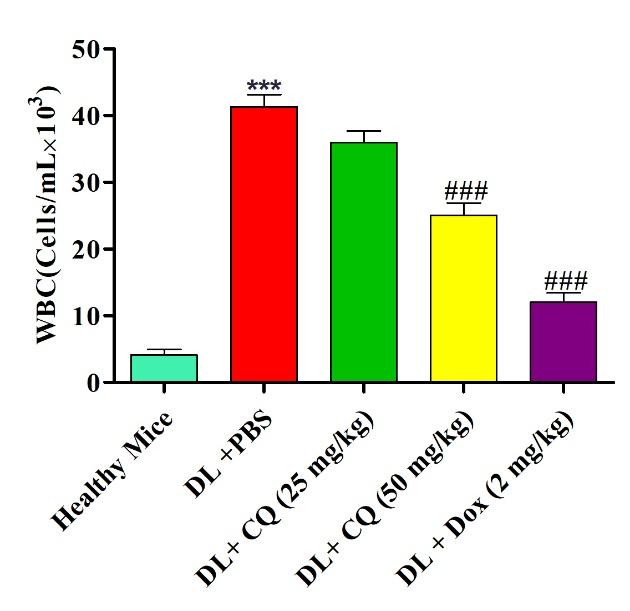 WBC(Cells/mL×10³)
50
40
30
20
10
0
***
###
###
Healthy Mice
DL +PBS
DL+ CQ (25 mg/kg)
DL+ CQ (50 mg/kg)
DL + Dox (2 mg/kg)